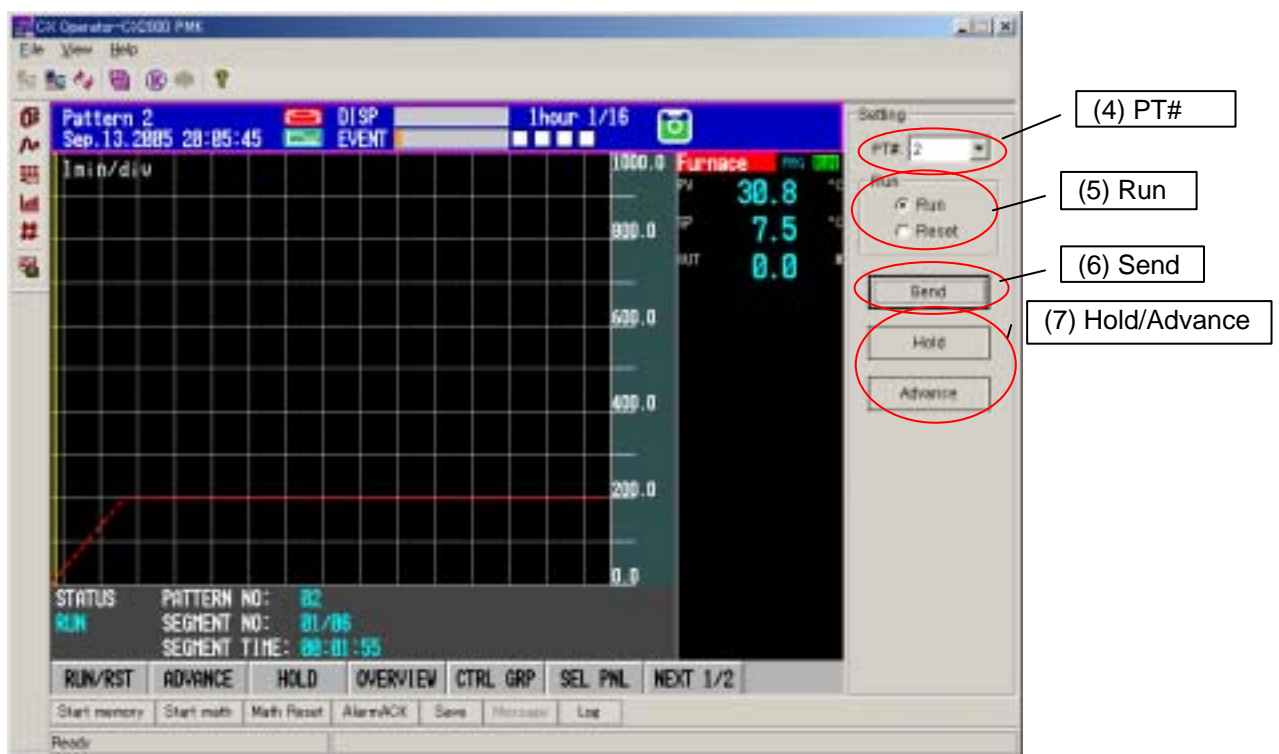 CX Operator-CX2000 PMK
File View Help
Pattern 2
DISP
1hour 1/16
Sep.13.2005 20:05:45
EVENT
1min/div
1000.0
800.0
600.0
400.0
200.0
0.0
Furnace
PV 30.8 °C
SP 7.5 °C
OUT 0.0
STATUS PATTERN NO: 02
RUN SEGMENT NO: 01/06
SEGMENT TIME: 00:01:55
RUN/RST ADVANCE HOLD OVERVIEW CTRL GRP SEL PNL NEXT 1/2
Start memory Start math Math Reset AlarmACK Save Message Log
Ready
Setting
PT#: 2
Run
Run
Reset
Send
Hold
Advance
(4) PT#
(5) Run
(6) Send
(7) Hold/Advance